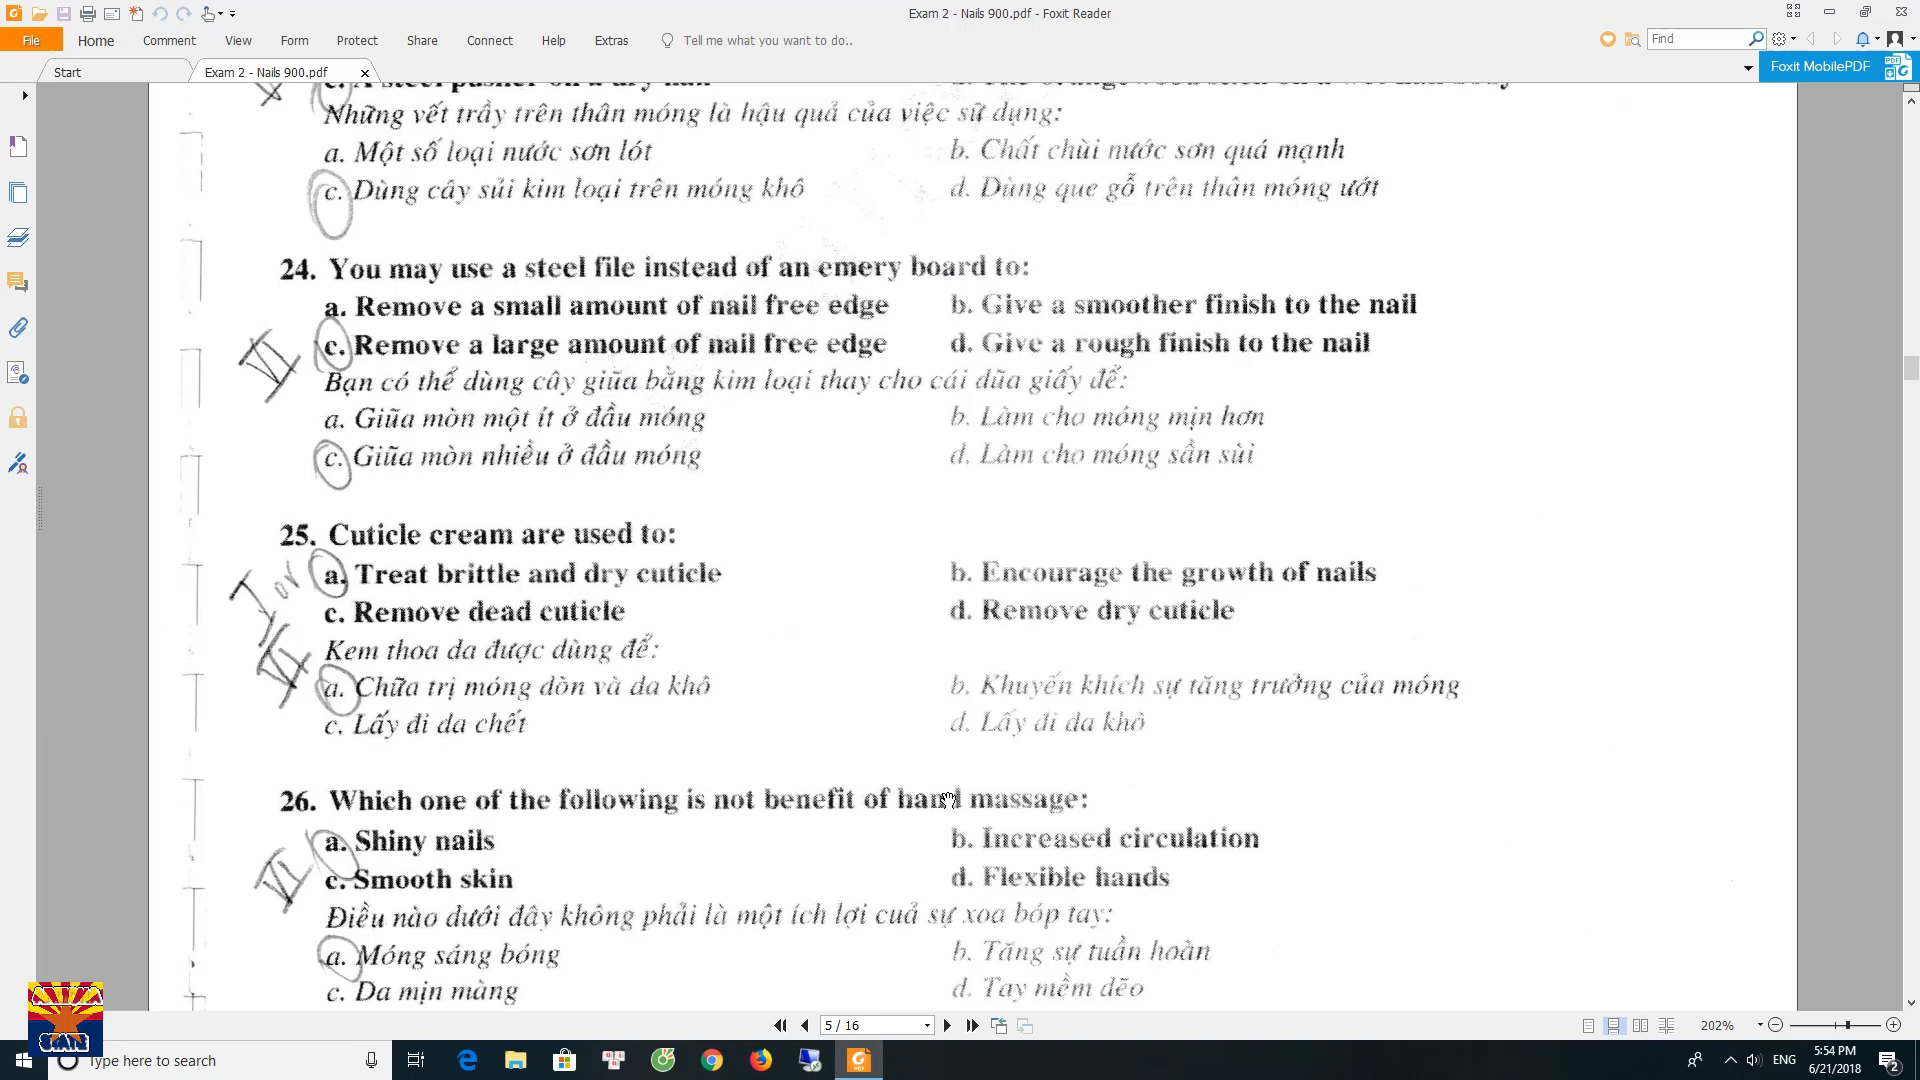 Exam 2 - Nails 900.pdf - Foxit Reader
File Home Comment View Form Protect Share Connect Help Extras Tell me what you want to do.. Find
Start Exam 2 - Nails 900.pdf Foxit MobilePDF
Những vết trầy trên thân móng là hậu quả của việc sữ dụng:
a. Một số loại nước sơn lót b. Chất chùi nước sơn quá mạnh
c. Dùng cây sủi kim loại trên móng khô d. Dùng que gỗ trên thân móng ướt
24. You may use a steel file instead of an emery board to:
a. Remove a small amount of nail free edge b. Give a smoother finish to the nail
c. Remove a large amount of nail free edge d. Give a rough finish to the nail
VI
Bạn có thể dùng cây giũa bằng kim loại thay cho cái dũa giấy để:
a. Giũa mòn một ít ở đầu móng b. Làm cho móng mịn hơn
c. Giũa mòn nhiều ở đầu móng d. Làm cho móng sần sùi
25. Cuticle cream are used to:
a. Treat brittle and dry cuticle b. Encourage the growth of nails
I or
c. Remove dead cuticle d. Remove dry cuticle
VI
Kem thoa da được dùng để:
a. Chữa trị móng dòn và da khô b. Khuyến khích sự tăng trưởng của móng
c. Lấy đi da chết d. Lấy đi da khô
26. Which one of the following is not benefit of hand massage:
a. Shiny nails b. Increased circulation
VI
c. Smooth skin d. Flexible hands
Điều nào dưới đây không phải là một ích lợi cuả sự xoa bóp tay:
a. Móng sáng bóng b. Tăng sự tuần hoàn
c. Da mịn màng d. Tay mềm dẽo
ARIZONA
STATE
5 / 16 202%
Type here to search ENG 5:54 PM
6/21/2018 2